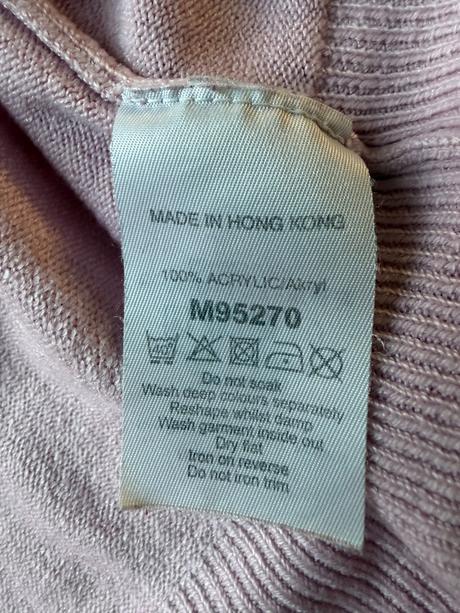 MADE IN HONG KONG
100% ACRYLIC/Akryl
M95270
Do not soak
Wash deep colours separately
Reshape whilst damp
Wash garment inside out
Dry flat
Iron on reverse
Do not iron trim